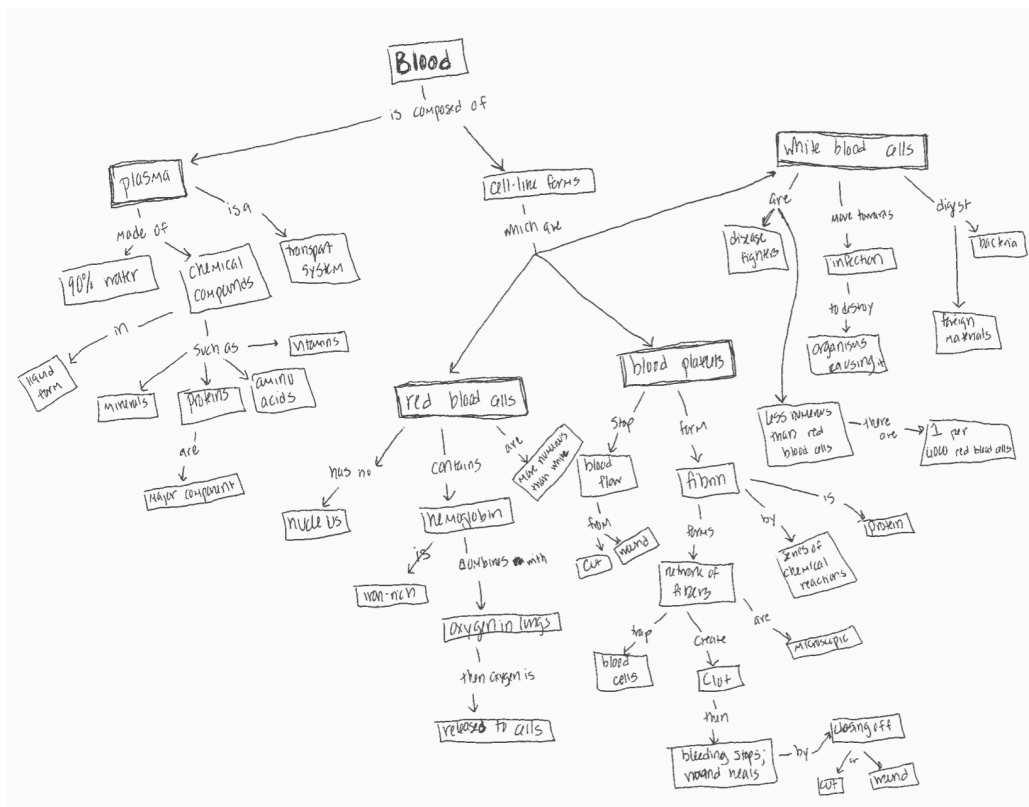 Blood
is composed of
plasma
cell-like forms
white blood cells
is a
which are
are
move towards
digest
made of
90% water
chemical
compounds
transport
system
disease
fighters
infection
bacteria
in
such as
vitamins
to destroy
organisms
causing it
foreign
materials
liquid
form
minerals
proteins
amino
acids
red blood cells
blood platelets
are
major component
has no
contains
are
more numerous
than white
stop
form
less numerous
than red
blood cells
there
are
1 per
4000 red blood cells
nucleus
hemoglobin
blood
flow
fibrin
is
protein
by
series of
chemical
reactions
is
iron-rich
combines with
from
cut
wound
forms
network of
fibers
oxygen in lungs
trap
create
are
microscopic
then oxygen is
blood
cells
clot
released to cells
then
bleeding stops;
wound heals
by
closing off
cut
or
wound